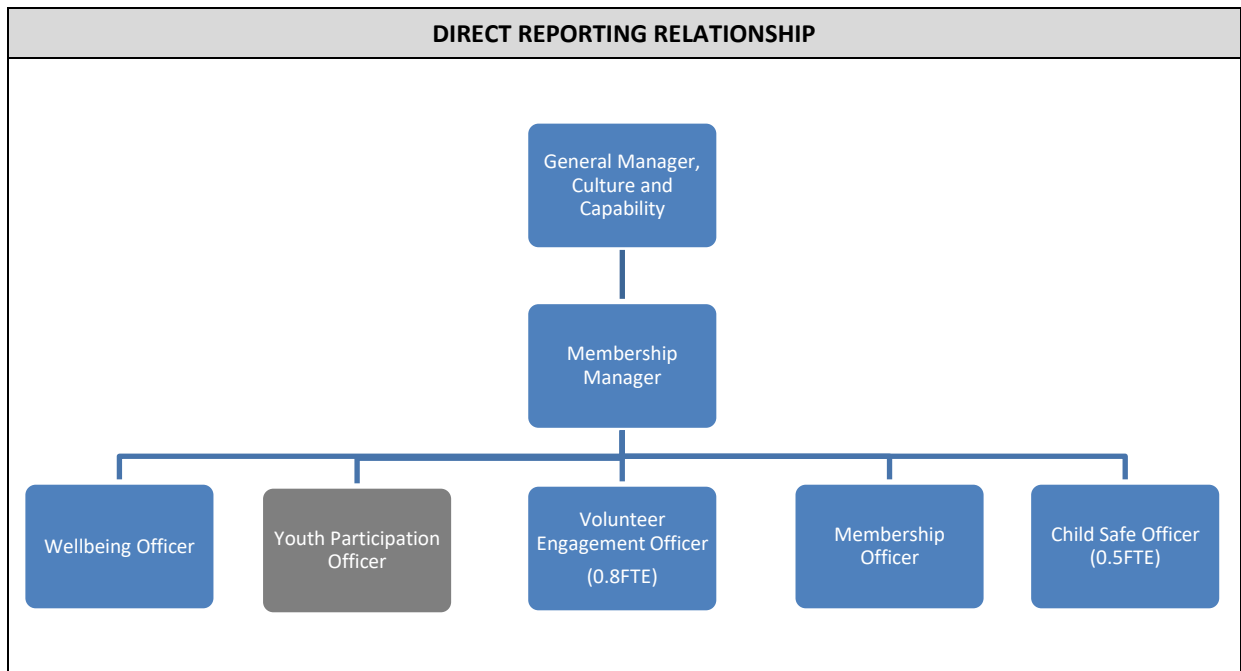 DIRECT REPORTING RELATIONSHIP
General Manager,
Culture and
Capability
Membership
Manager
Wellbeing Officer
Youth Participation
Officer
Volunteer
Engagement Officer
(0.8FTE)
Membership
Officer
Child Safe Officer
(0.5FTE)